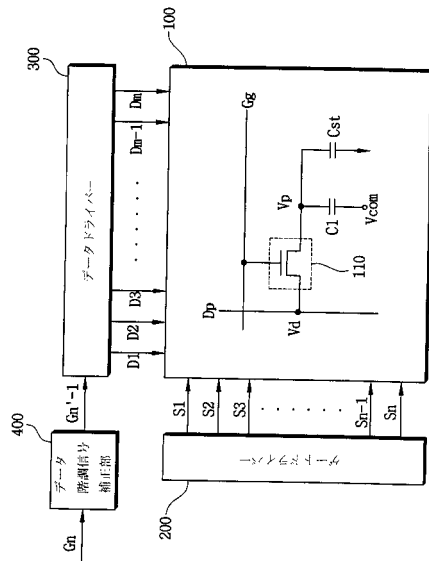 Gn
400
データ
階調信号
補正部
Gn'-1
300
データドライバー
D1
D2
D3
Dm-1
Dm
100
200
ゲートドライバー
S1
S2
S3
Sn-1
Sn
Dp
Gg
Vd
110
Vp
Cl
Vcom
Cst